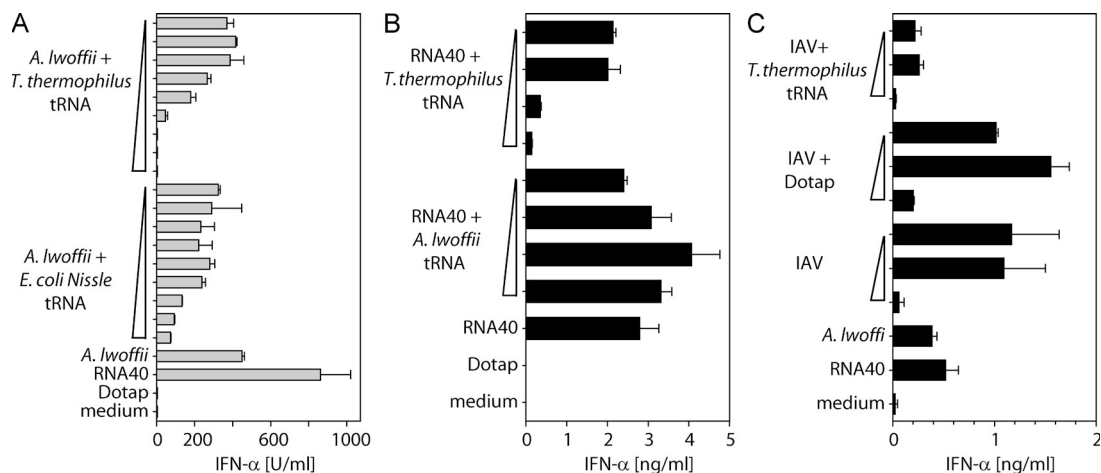 A
A. lwoffii +
T. thermophilus
tRNA
A. lwoffii +
E. coli Nissle
tRNA
A. lwoffii
RNA40
Dotap
medium
0 200 600 1000
IFN-α [U/ml]
B
RNA40 +
T. thermophilus
tRNA
RNA40 +
A. lwoffii
tRNA
RNA40
Dotap
medium
0 1 2 3 4 5
IFN-α [ng/ml]
C
IAV+
T. thermophilus
tRNA
IAV +
Dotap
IAV
A. lwoffi
RNA40
medium
0 1 2
IFN-α [ng/ml]